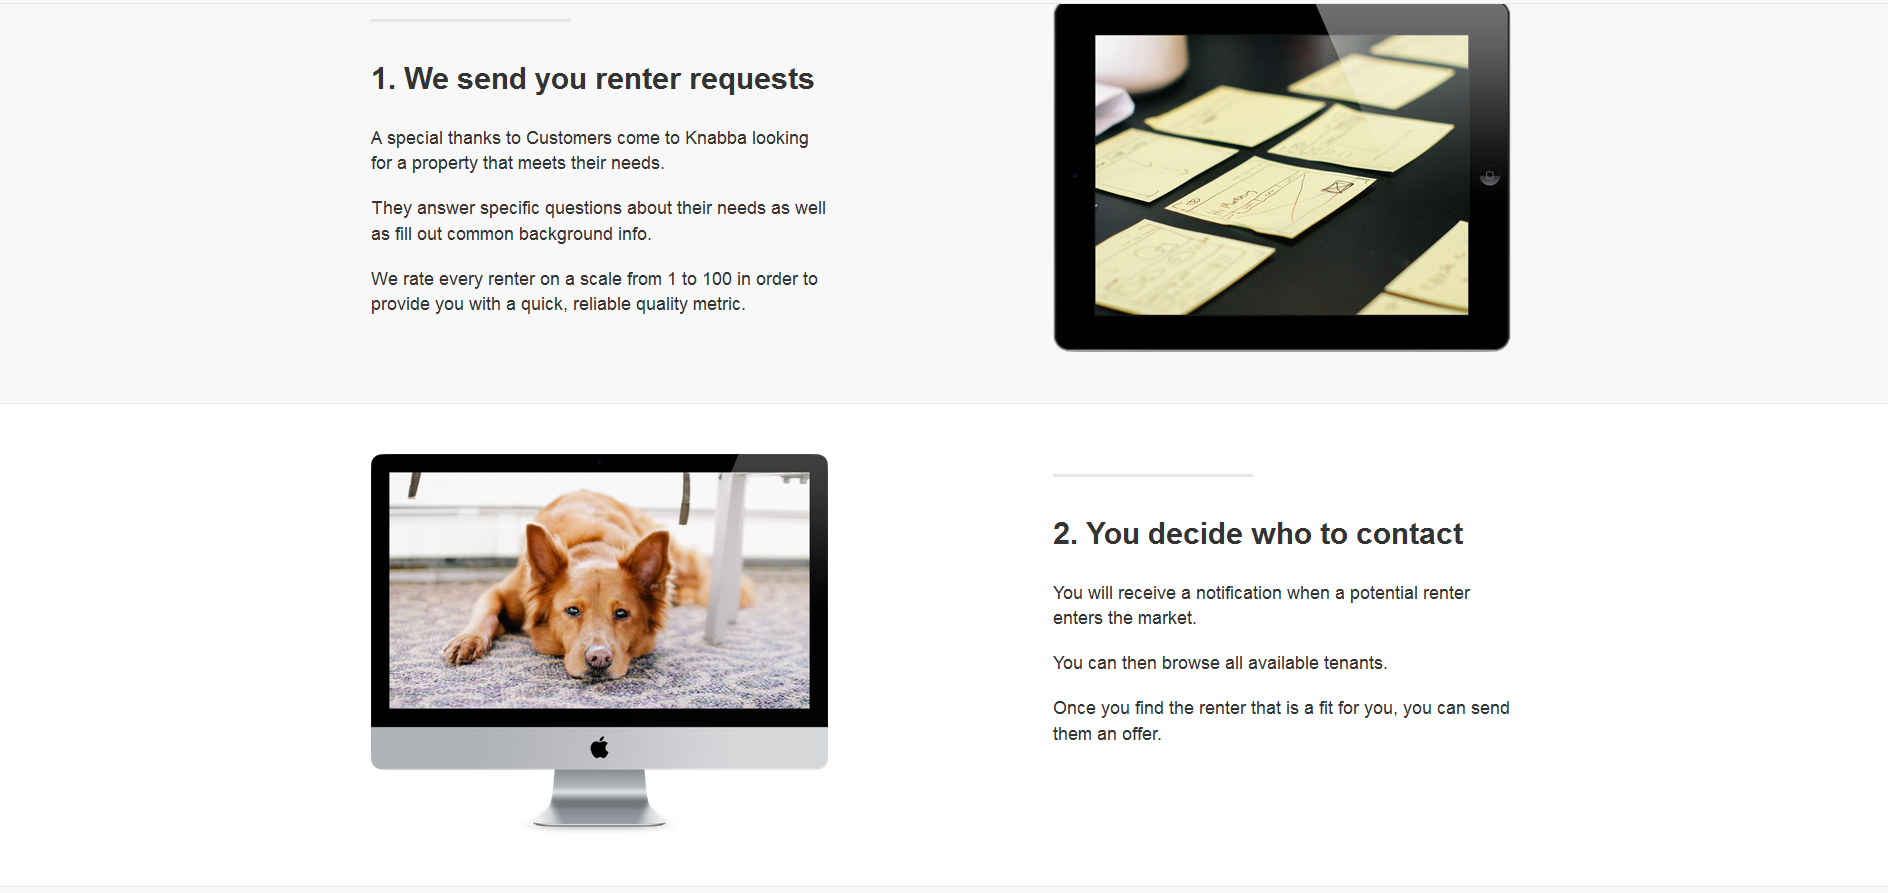 1. We send you renter requests
A special thanks to Customers come to Knabba looking
for a property that meets their needs.
They answer specific questions about their needs as well
as fill out common background info.
We rate every renter on a scale from 1 to 100 in order to
provide you with a quick, reliable quality metric.
2. You decide who to contact
You will receive a notification when a potential renter
enters the market.
You can then browse all available tenants.
Once you find the renter that is a fit for you, you can send
them an offer.